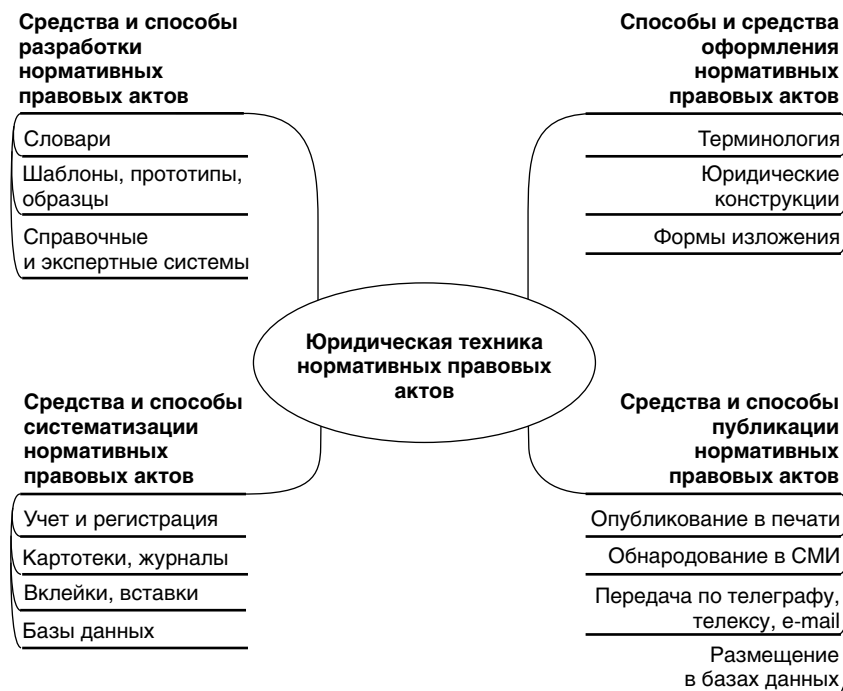 Средства и способы
разработки
нормативных
правовых актов
Словари
Шаблоны, прототипы,
образцы
Справочные
и экспертные системы
Способы и средства
оформления
нормативных
правовых актов
Терминология
Юридические
конструкции
Формы изложения
Юридическая техника
нормативных правовых
актов
Средства и способы
систематизации
нормативных
правовых актов
Учет и регистрация
Картотеки, журналы
Вклейки, вставки
Базы данных
Средства и способы
публикации
нормативных
правовых актов
Опубликование в печати
Обнародование в СМИ
Передача по телеграфу,
телексу, e-mail
Размещение
в базах данных